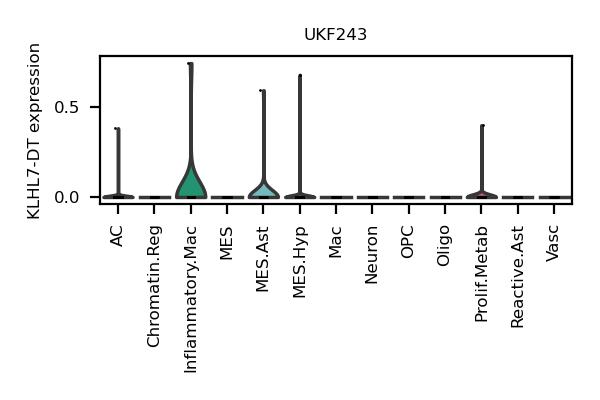 UKF243
KLHL7-DT expression
0.5
0.0
AC
Chromatin.Reg
Inflammatory.Mac
MES
MES.Ast
MES.Hyp
Mac
Neuron
OPC
Oligo
Prolif.Metab
Reactive.Ast
Vasc